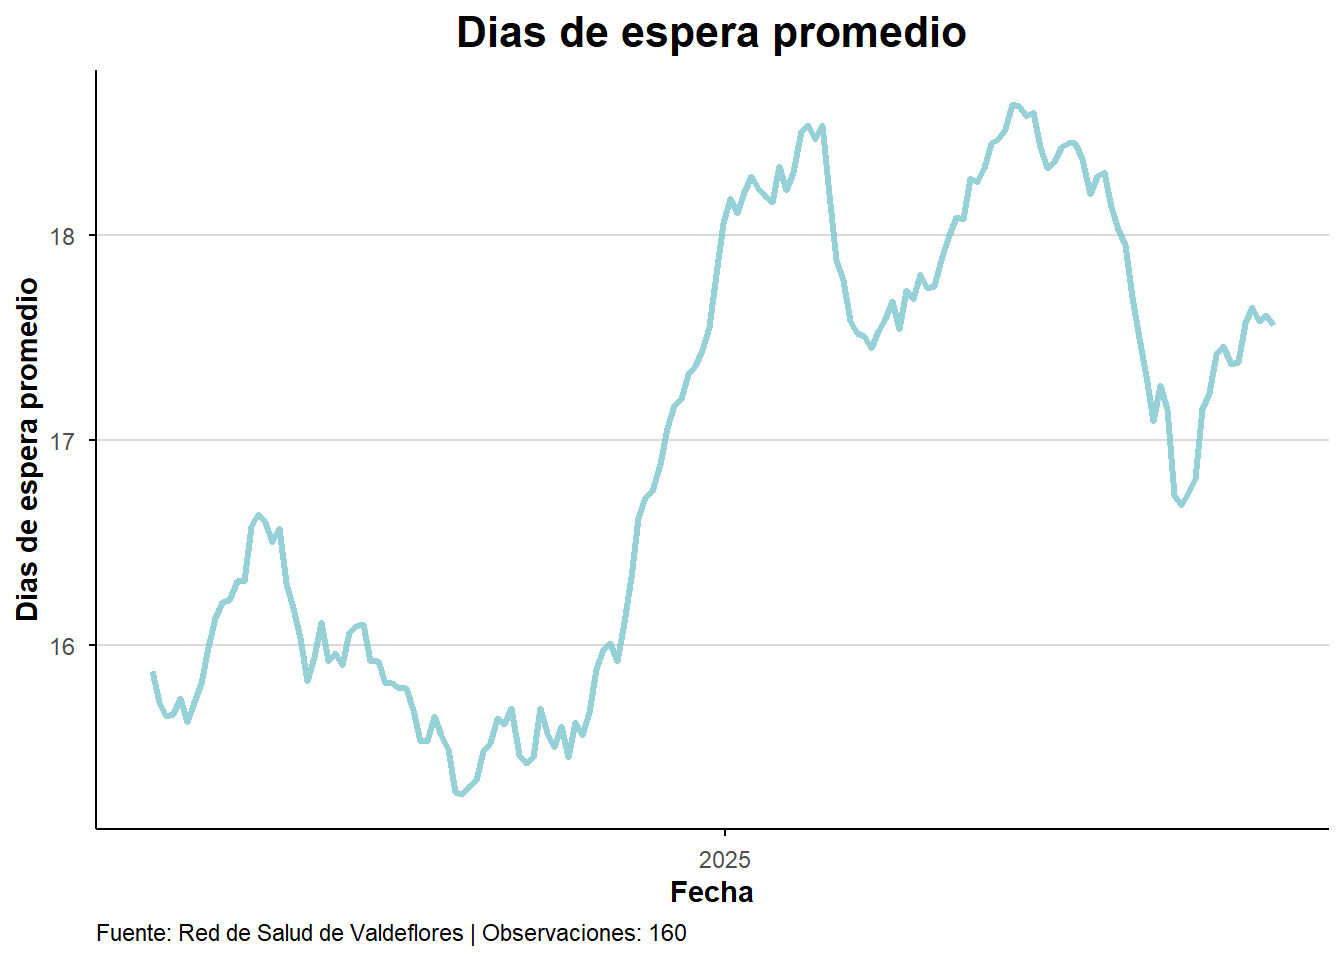 Dias de espera promedio
Dias de espera promedio
18
17
16
2025
Fecha
Fuente: Red de Salud de Valdeflores | Observaciones: 160